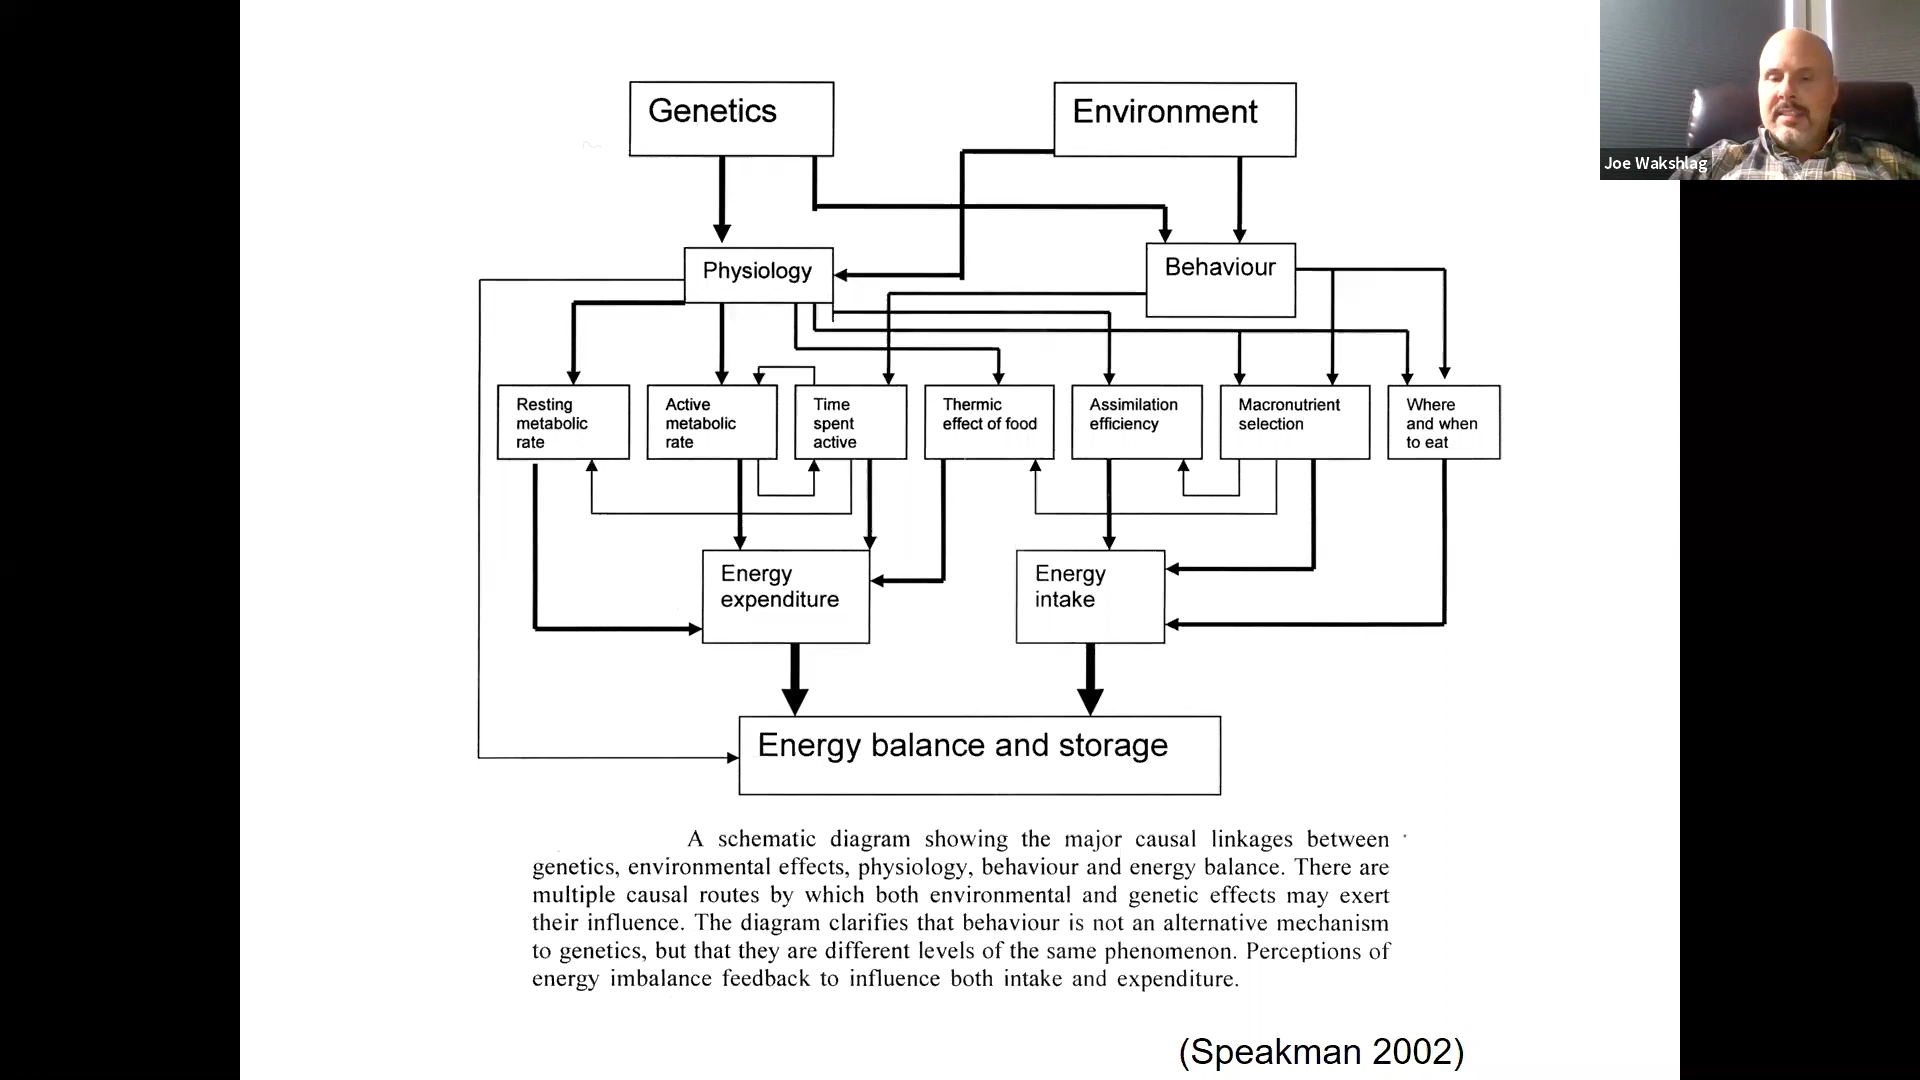 Genetics
Environment
Joe Wakshlag
Physiology
Behaviour
Resting
metabolic
rate
Active
metabolic
rate
Time
spent
active
Thermic
effect of food
Assimilation
efficiency
Macronutrient
selection
Where
and when
to eat
Energy
expenditure
Energy
intake
Energy balance and storage
A schematic diagram showing the major causal linkages between
genetics, environmental effects, physiology, behaviour and energy balance. There are
multiple causal routes by which both environmental and genetic effects may exert
their influence. The diagram clarifies that behaviour is not an alternative mechanism
to genetics, but that they are different levels of the same phenomenon. Perceptions of
energy imbalance feedback to influence both intake and expenditure.
(Speakman 2002)